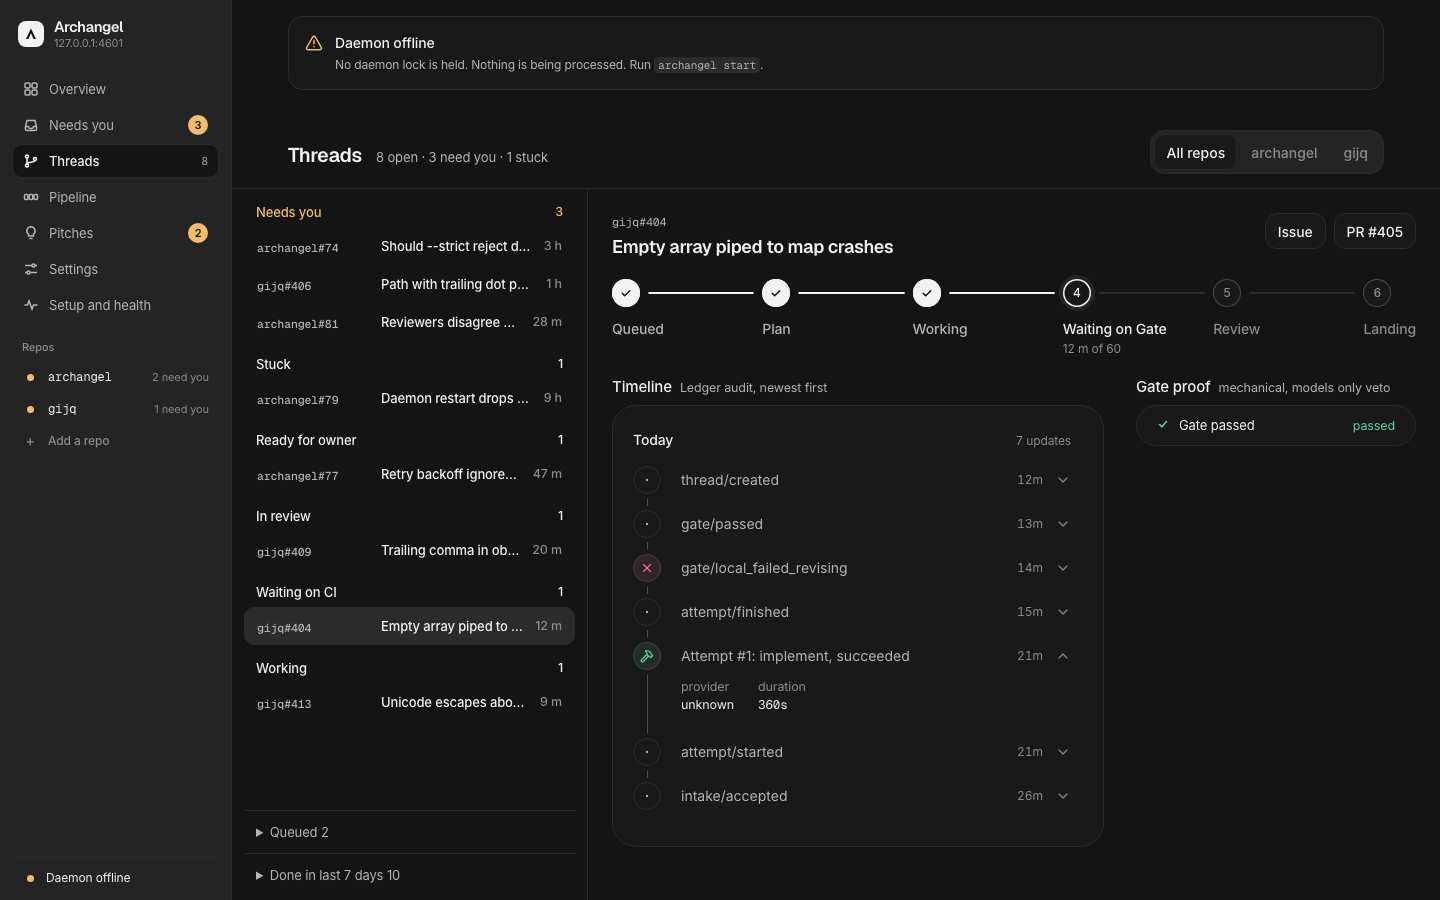 Archangel
127.0.0.1:4601
Overview
Needs you 3
Threads 8
Pipeline
Pitches 2
Settings
Setup and health
Repos
archangel 2 need you
gijq 1 need you
+ Add a repo
Daemon offline
Daemon offline
No daemon lock is held. Nothing is being processed. Run archangel start.
Threads 8 open · 3 need you · 1 stuck
All repos archangel gijq
Needs you 3
archangel#74 Should --strict reject d... 3 h
gijq#406 Path with trailing dot p... 1 h
archangel#81 Reviewers disagree ... 28 m
Stuck 1
archangel#79 Daemon restart drops ... 9 h
Ready for owner 1
archangel#77 Retry backoff ignore... 47 m
In review 1
gijq#409 Trailing comma in ob... 20 m
Waiting on CI 1
gijq#404 Empty array piped to ... 12 m
Working 1
gijq#413 Unicode escapes abo... 9 m
Queued 2
Done in last 7 days 10
gijq#404
Empty array piped to map crashes
Issue PR #405
4 5 6
Queued Plan Working Waiting on Gate Review Landing
12 m of 60
Timeline Ledger audit, newest first
Today 7 updates
thread/created 12m
gate/passed 13m
gate/local_failed_revising 14m
attempt/finished 15m
Attempt #1: implement, succeeded 21m
provider duration
unknown 360s
attempt/started 21m
intake/accepted 26m
Gate proof mechanical, models only veto
Gate passed passed